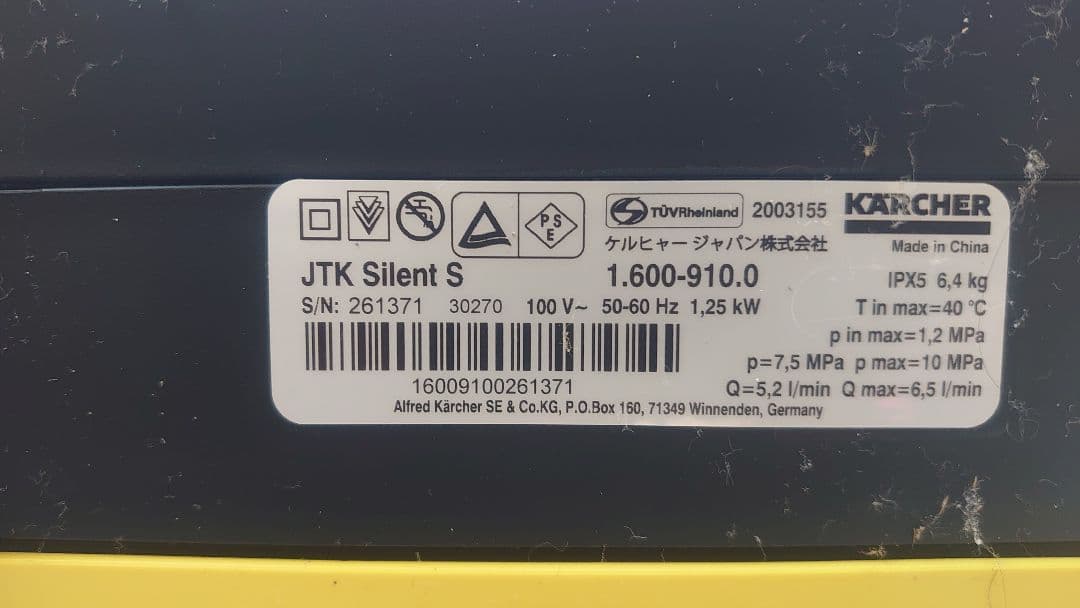 PS
E
TÜVRheinland 2003155 KÄRCHER
ケルヒャー ジャパン株式会社 Made in China
JTK Silent S 1.600-910.0 IPX5 6,4 kg
S/N: 261371 30270 100 V~ 50-60 Hz 1,25 kW T in max=40 °C
p in max=1,2 MPa
p=7,5 MPa p max=10 MPa
16009100261371 Q=5,2 l/min Q max=6,5 l/min
Alfred Kärcher SE & Co.KG, P.O.Box 160, 71349 Winnenden, Germany